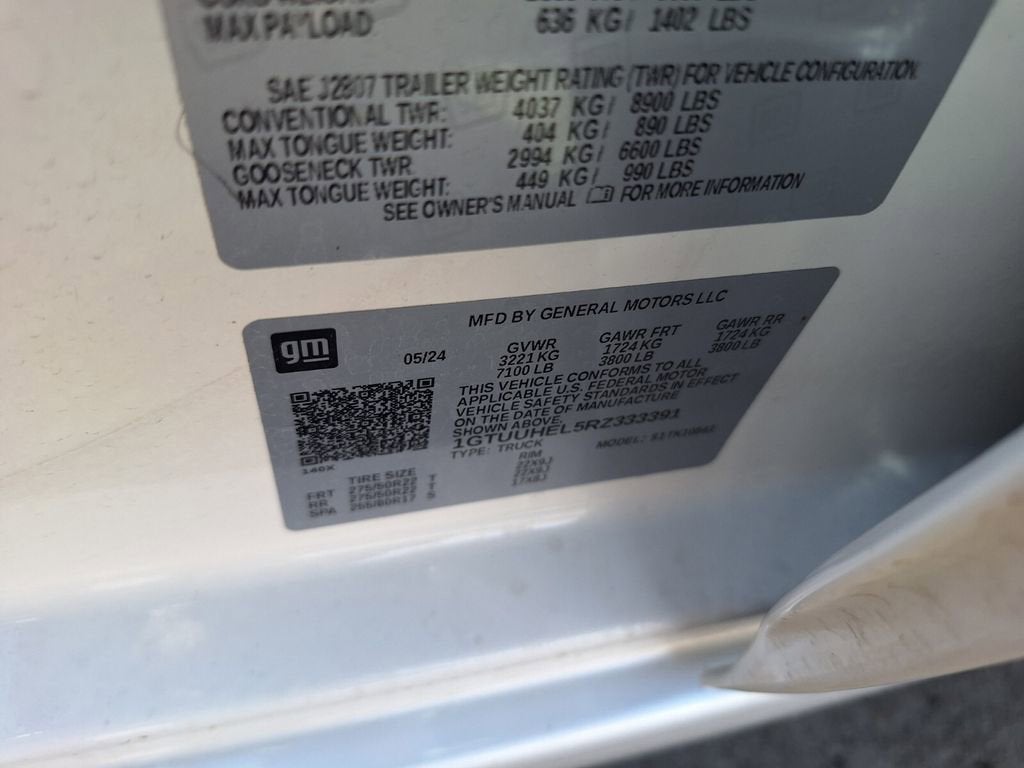 MAX PAYLOAD 636 KG/ 1402 LBS
SAE J2807 TRAILER WEIGHT RATING (TWR) FOR VEHICLE CONFIGURATION
CONVENTIONAL TWR: 4037 KG/ 8900 LBS
MAX TONGUE WEIGHT: 404 KG/ 890 LBS
GOOSENECK TWR 2994 KG/ 6600 LBS
MAX TONGUE WEIGHT: 449 KG/ 990 LBS
SEE OWNER'S MANUAL FOR MORE INFORMATION
MFD BY GENERAL MOTORS LLC
gm
05/24
GVWR GAWR FRT GAWR RR
3221 KG 1724 KG 1724 KG
7100 LB 3800 LB 3800 LB
THIS VEHICLE CONFORMS TO ALL
APPLICABLE U.S. FEDERAL MOTOR
VEHICLE SAFETY STANDARDS IN EFFECT
ON THE DATE OF MANUFACTURE
SHOWN ABOVE.
1GTUUHEL5RZ333391
TYPE: TRUCK MODEL:
140X
TIRE SIZE RIM
FRT 275/50R22 T 22X9J
RR 275/50R22 T 22X9J
SPA 255/80R17 S 17X8J